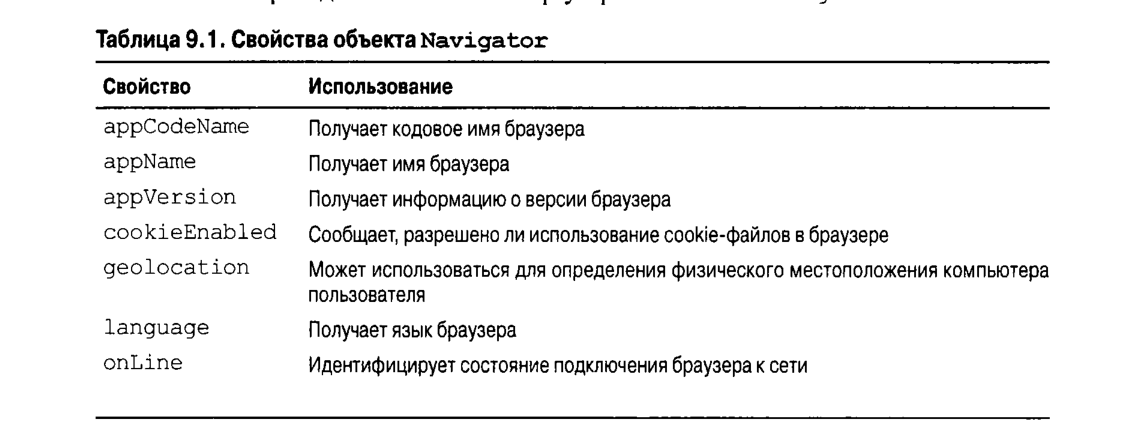 Таблица 9.1. Свойства объекта Navigator
Свойство Использование
appCodeName Получает кодовое имя браузера
appName Получает имя браузера
appVersion Получает информацию о версии браузера
cookieEnabled Сообщает, разрешено ли использование cookie-файлов в браузере
geolocation Может использоваться для определения физического местоположения компьютера
пользователя
language Получает язык браузера
onLine Идентифицирует состояние подключения браузера к сети